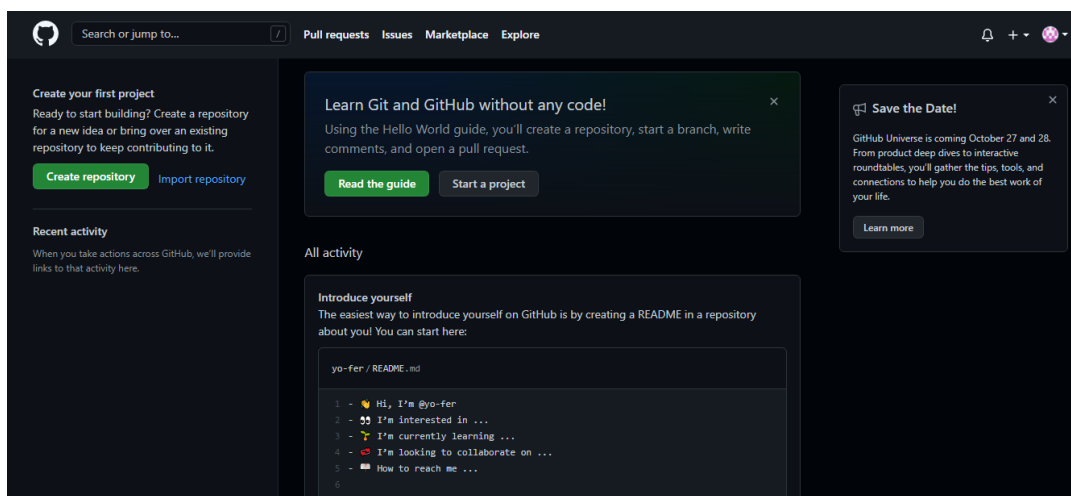 Search or jump to... /
Pull requests Issues Marketplace Explore
Create your first project
Ready to start building? Create a repository
for a new idea or bring over an existing
repository to keep contributing to it.
Create repository Import repository
Recent activity
When you take actions across GitHub, we'll provide
links to that activity here.
Learn Git and GitHub without any code!
Using the Hello World guide, you'll create a repository, start a branch, write
comments, and open a pull request.
Read the guide Start a project
All activity
Introduce yourself
The easiest way to introduce yourself on GitHub is by creating a README in a repository
about you! You can start here:
yo-fer/README.md
1 - 👋 Hi, I'm @yo-fer
2 - 👀 I'm interested in ...
3 - 🌱 I'm currently learning ...
4 - 💞️ I'm looking to collaborate on ...
5 - 📫 How to reach me ...
6
Save the Date!
GitHub Universe is coming October 27 and 28.
From product deep dives to interactive
roundtables, you'll gather the tips, tools, and
connections to help you do the best work of
your life.
Learn more